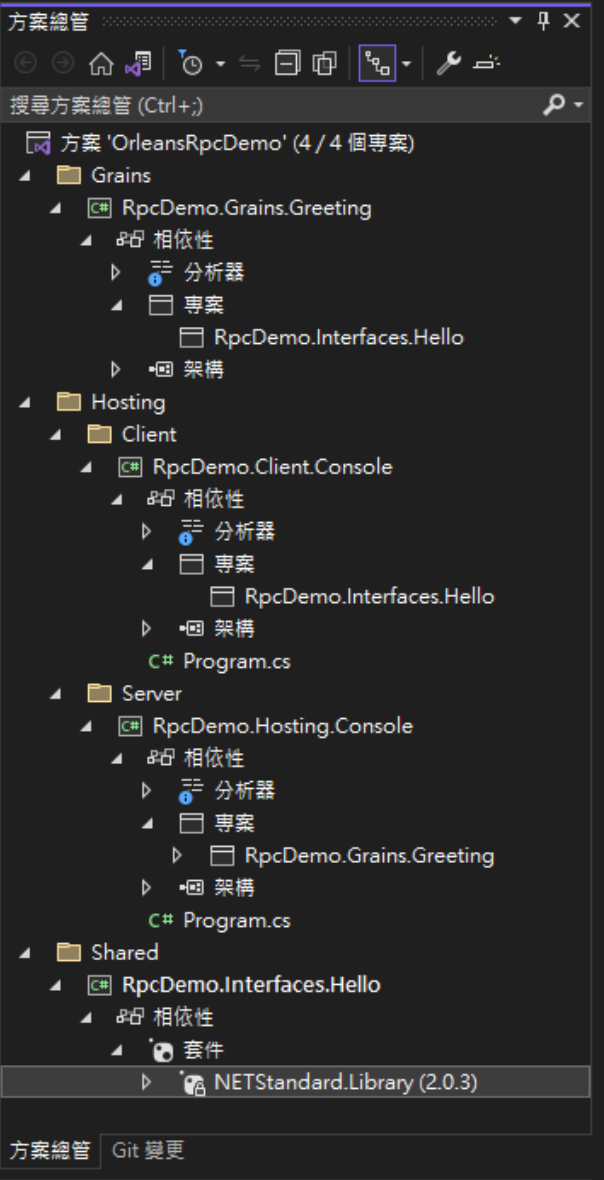 方案總管
搜尋方案總管 (Ctrl+;)
方案 'OrleansRpcDemo' (4 / 4 個專案)
Grains
C# RpcDemo.Grains.Greeting
相依性
分析器
專案
RpcDemo.Interfaces.Hello
架構
Hosting
Client
C# RpcDemo.Client.Console
相依性
分析器
專案
RpcDemo.Interfaces.Hello
架構
C# Program.cs
Server
C# RpcDemo.Hosting.Console
相依性
分析器
專案
RpcDemo.Grains.Greeting
架構
C# Program.cs
Shared
C# RpcDemo.Interfaces.Hello
相依性
套件
NETStandard.Library (2.0.3)
方案總管 Git 變更